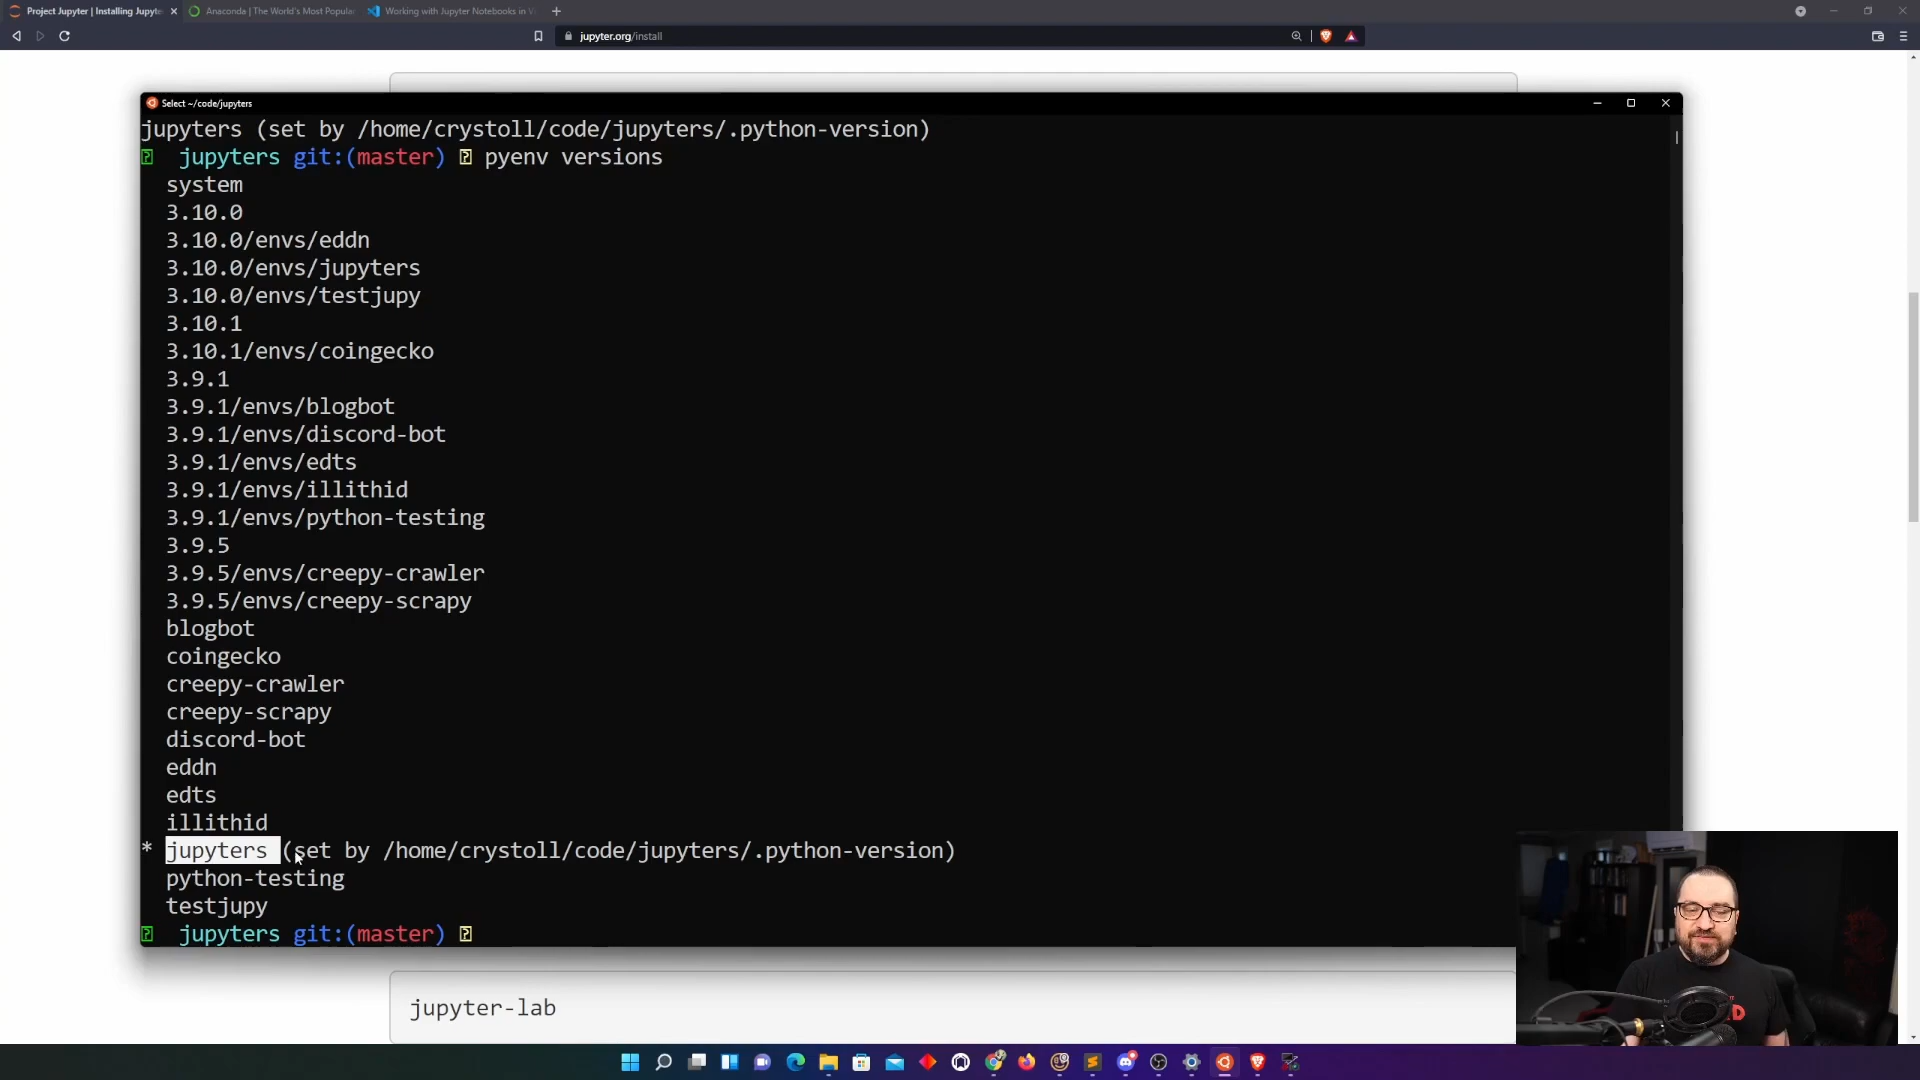 Project Jupyter | Installing Jupyte
Anaconda | The World's Most Popula
Working with Jupyter Notebooks in V
jupyter.org/install
Select ~/code/jupyters
jupyters (set by /home/crystoll/code/jupyters/.python-version)
jupyters git:(master) pyenv versions
system
3.10.0
3.10.0/envs/eddn
3.10.0/envs/jupyters
3.10.0/envs/testjupy
3.10.1
3.10.1/envs/coingecko
3.9.1
3.9.1/envs/blogbot
3.9.1/envs/discord-bot
3.9.1/envs/edts
3.9.1/envs/illithid
3.9.1/envs/python-testing
3.9.5
3.9.5/envs/creepy-crawler
3.9.5/envs/creepy-scrapy
blogbot
coingecko
creepy-crawler
creepy-scrapy
discord-bot
eddn
edts
illithid
* jupyters (set by /home/crystoll/code/jupyters/.python-version)
python-testing
testjupy
jupyters git:(master)
jupyter-lab